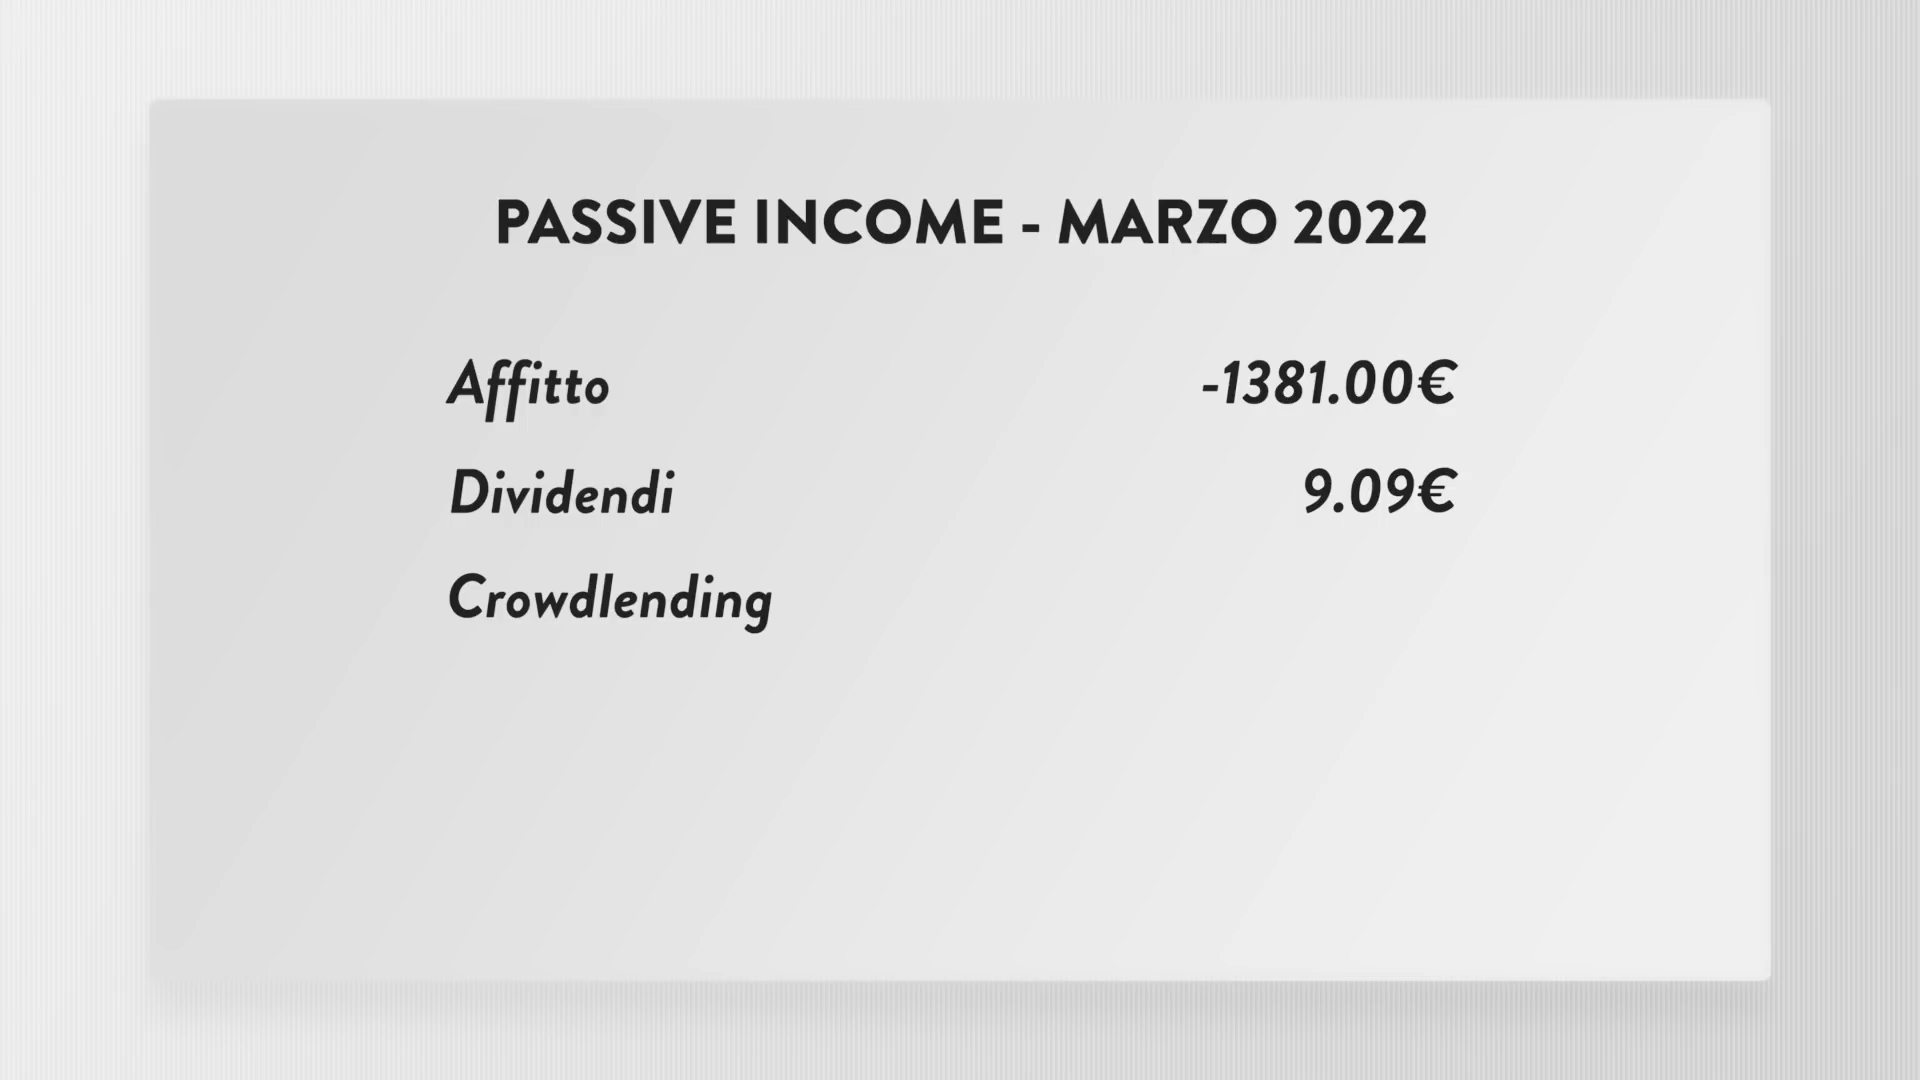 PASSIVE INCOME - MARZO 2022
Affitto -1381.00€
Dividendi 9.09€
Crowdlending